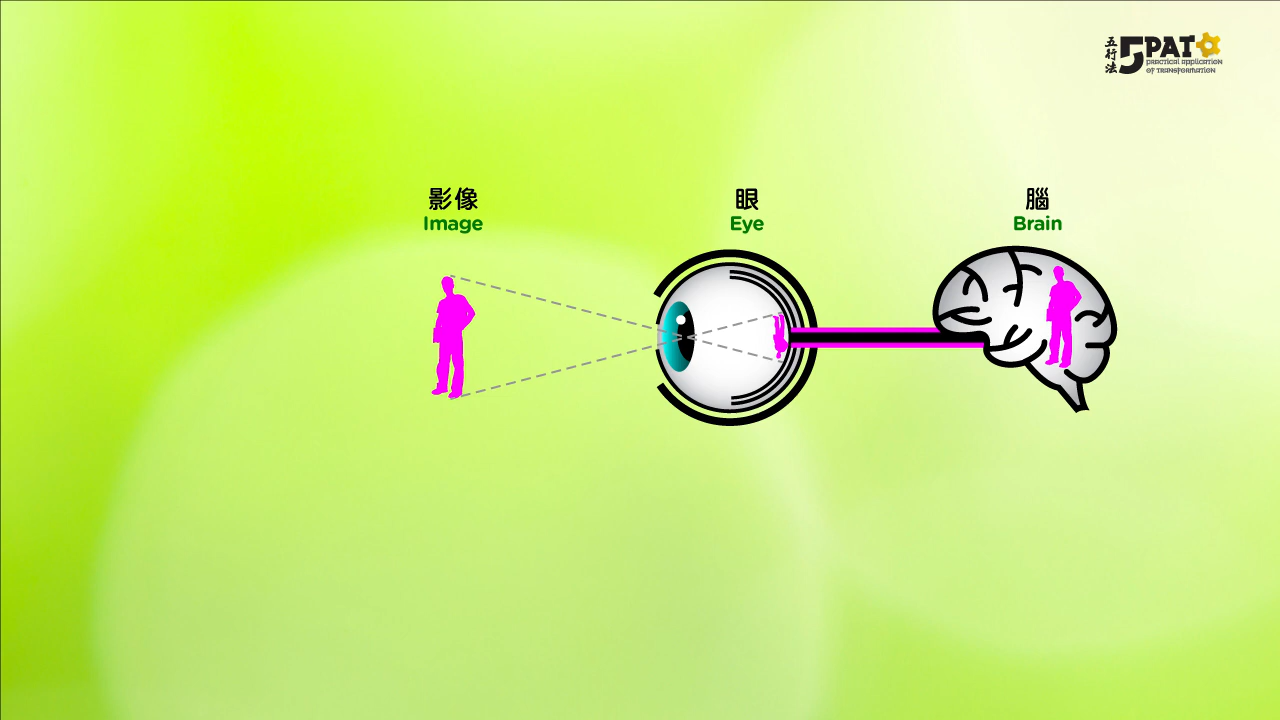 五行法
5PAT
PRACTICAL APPLICATION
OF TRANSFORMATION
影像
Image
眼
Eye
腦
Brain